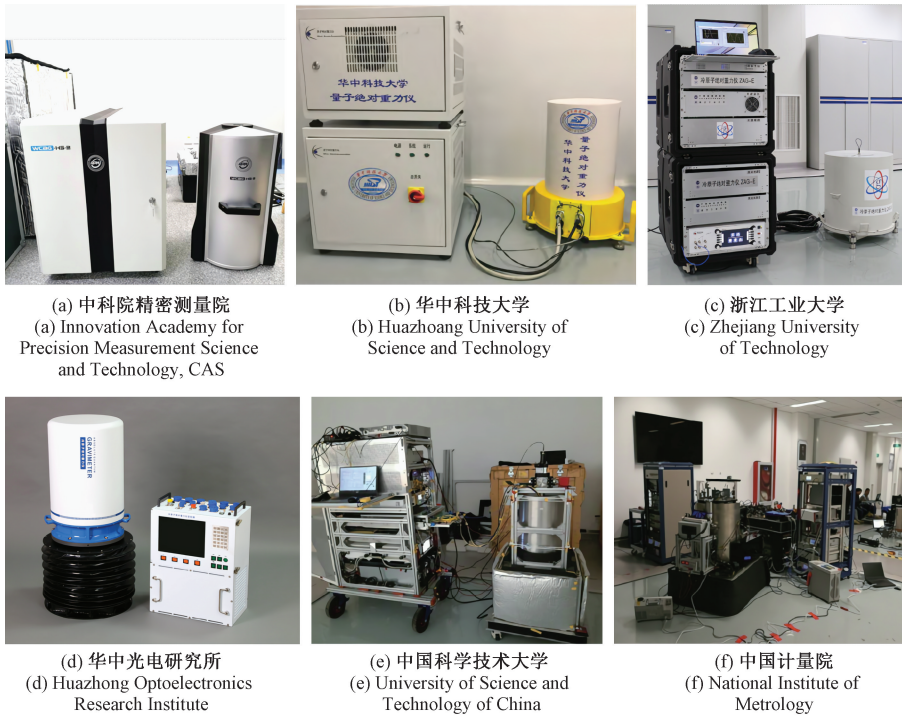 WCAG-HS-M
华中科技大学
量子绝对重力仪
量子绝对重力仪
华中科技大学
冷原子绝对重力仪 ZAG-E
冷原子绝对重力仪 ZAG-E
(a) 中科院精密测量院
(a) Innovation Academy for
Precision Measurement Science
and Technology, CAS
(b) 华中科技大学
(b) Huazhoang University of
Science and Technology
(c) 浙江工业大学
(c) Zhejiang University
of Technology
GRAVIMETER
(d) 华中光电研究所
(d) Huazhong Optoelectronics
Research Institute
(e) 中国科学技术大学
(e) University of Science and
Technology of China
(f) 中国计量院
(f) National Institute of
Metrology